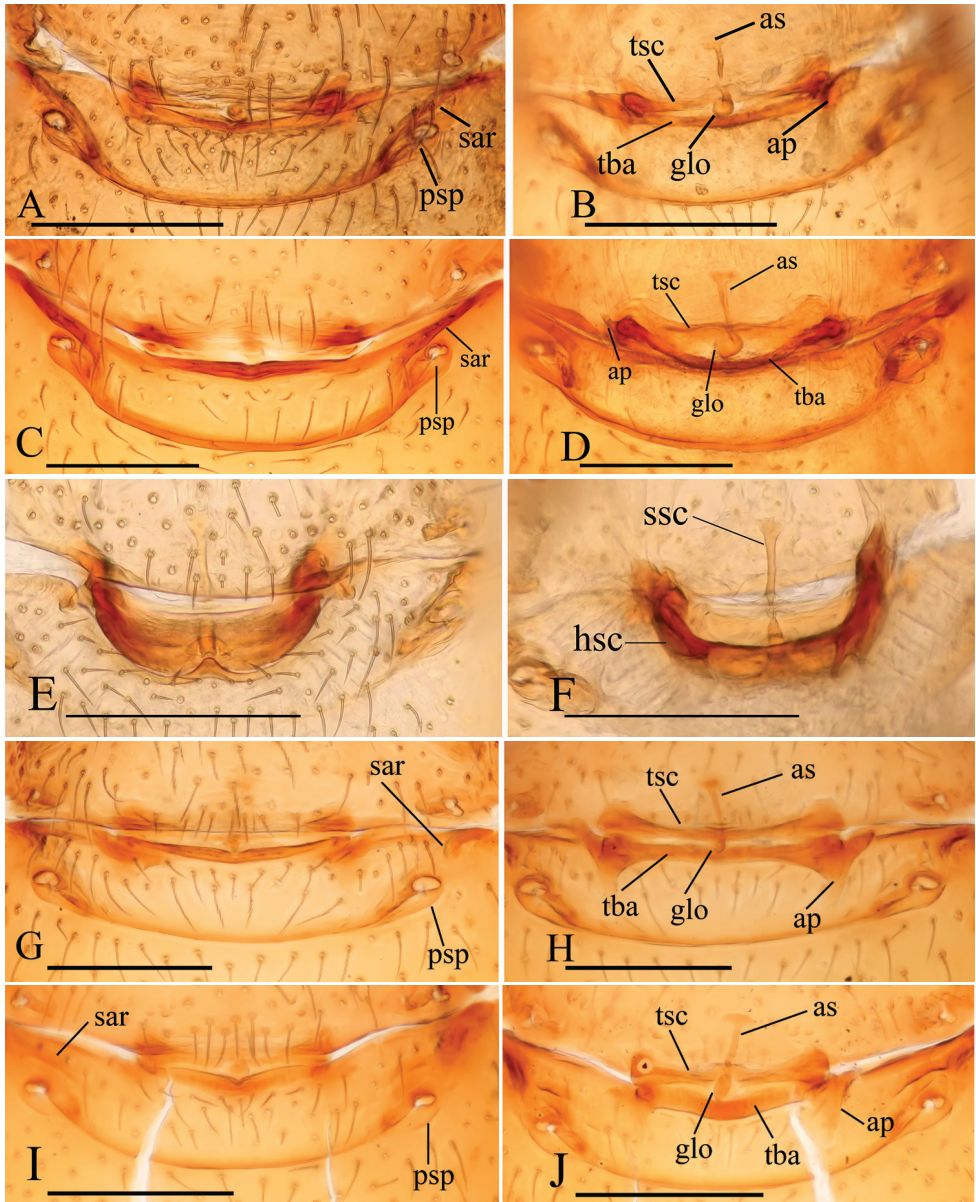 A
sar
psp
B
as
tsc
tba
glo
ap
C
sar
psp
D
as
tsc
ap
glo
tba
E
F
ssc
hsc
G
sar
psp
H
as
tsc
tba
glo
ap
I
sar
psp
J
as
tsc
glo
tba
ap